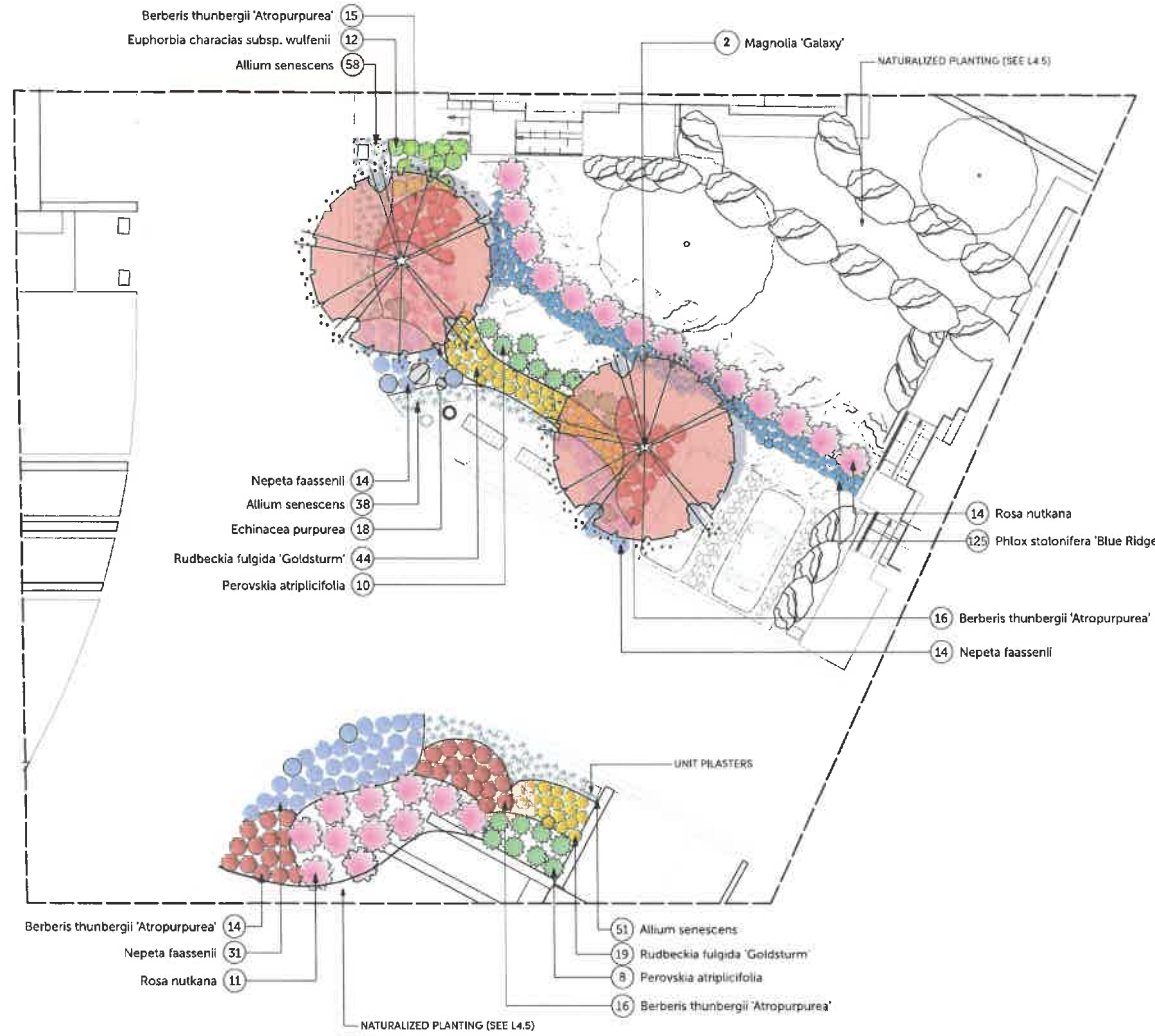 Berberis thunbergii 'Atropurpurea' 15
Euphorbia characias subsp. wulfenii 12
Allium senescens 58
2 Magnolia 'Galaxy'
NATURALIZED PLANTING (SEE L4.5)
Nepeta faassenii 14
Allium senescens 38
Echinacea purpurea 18
Rudbeckia fulgida 'Goldsturm' 44
Perovskia atriplicifolia 10
14 Rosa nutkana
125 Phlox stolonifera 'Blue Ridge
16 Berberis thunbergii 'Atropurpurea'
14 Nepeta faassenii
UNIT PILASTERS
Berberis thunbergii 'Atropurpurea' 14
Nepeta faassenii 31
Rosa nutkana 11
51 Allium senescens
19 Rudbeckia fulgida 'Goldsturm'
8 Perovskia atriplicifolia
16 Berberis thunbergii 'Atropurpurea'
NATURALIZED PLANTING (SEE L4.5)